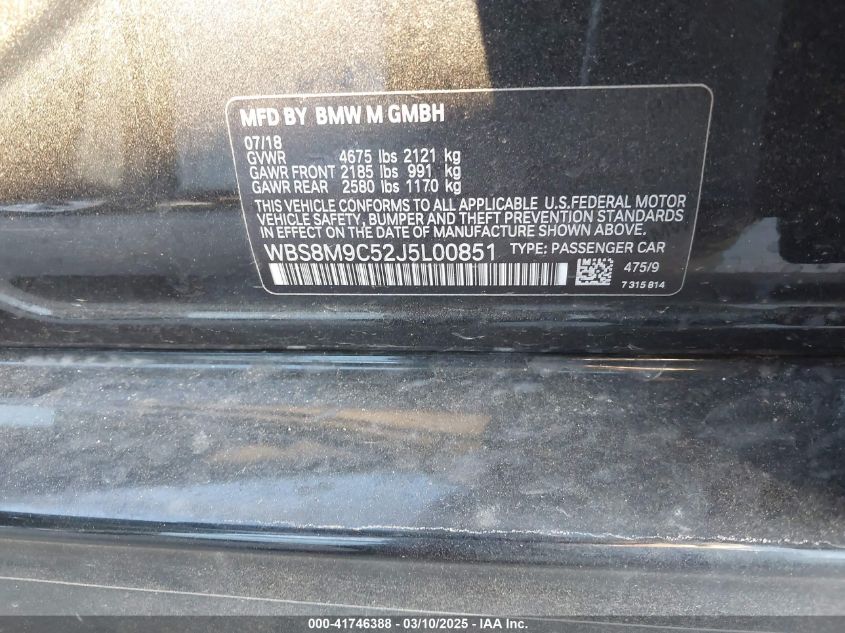 MFD BY BMW M GMBH
07/18
GVWR 4675 lbs 2121 kg
GAWR FRONT 2185 lbs 991 kg
GAWR REAR 2580 lbs 1170 kg
THIS VEHICLE CONFORMS TO ALL APPLICABLE U.S.FEDERAL MOTOR
VEHICLE SAFETY, BUMPER AND THEFT PREVENTION STANDARDS
IN EFFECT ON THE DATE OF MANUFACTURE SHOWN ABOVE.
WBS8M9C52J5L00851 TYPE: PASSENGER CAR
475/9
7315814
000-41746388 - 03/10/2025 - IAA Inc.